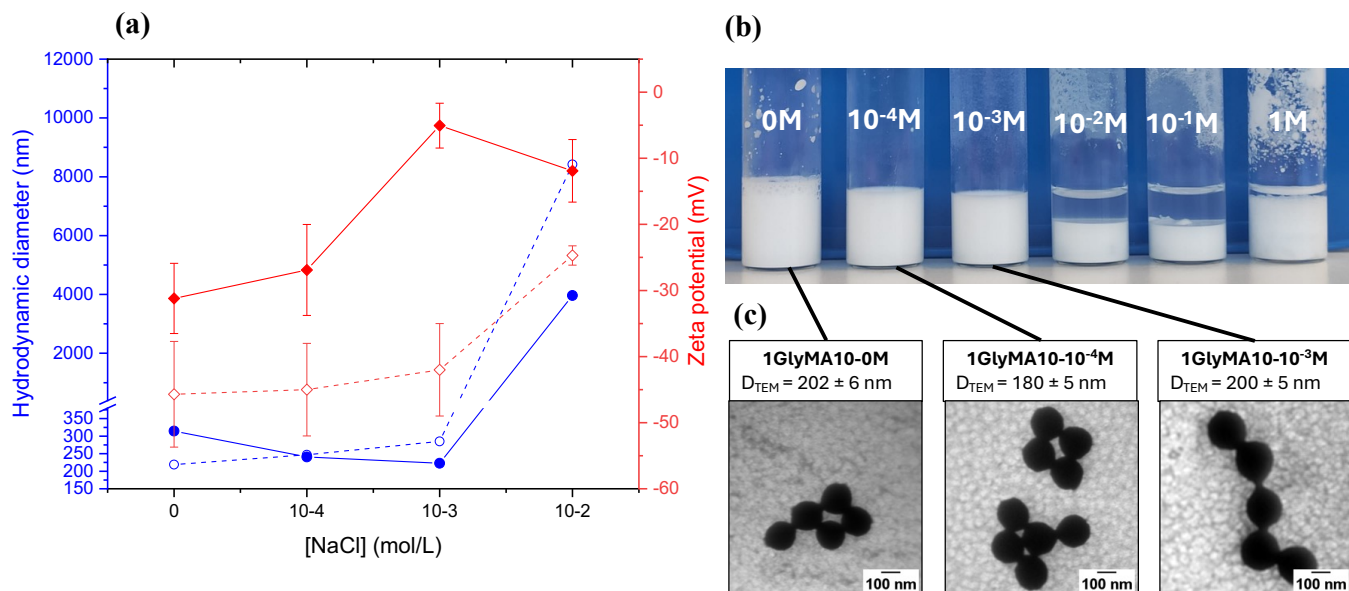 (a)
12000
10000
8000
6000
4000
2000
350
300
250
200
150
Hydrodynamic diameter (nm)
0
-10
-20
-30
-40
-50
-60
Zeta potential (mV)
0
10-4
10-3
10-2
[NaCl] (mol/L)
(b)
0M
10⁻⁴M
10⁻³M
10⁻²M
10⁻¹M
1M
(c)
1GlyMA10-0M
D_TEM = 202 ± 6 nm
100 nm
1GlyMA10-10⁻⁴M
D_TEM = 180 ± 5 nm
100 nm
1GlyMA10-10⁻³M
D_TEM = 200 ± 5 nm
100 nm